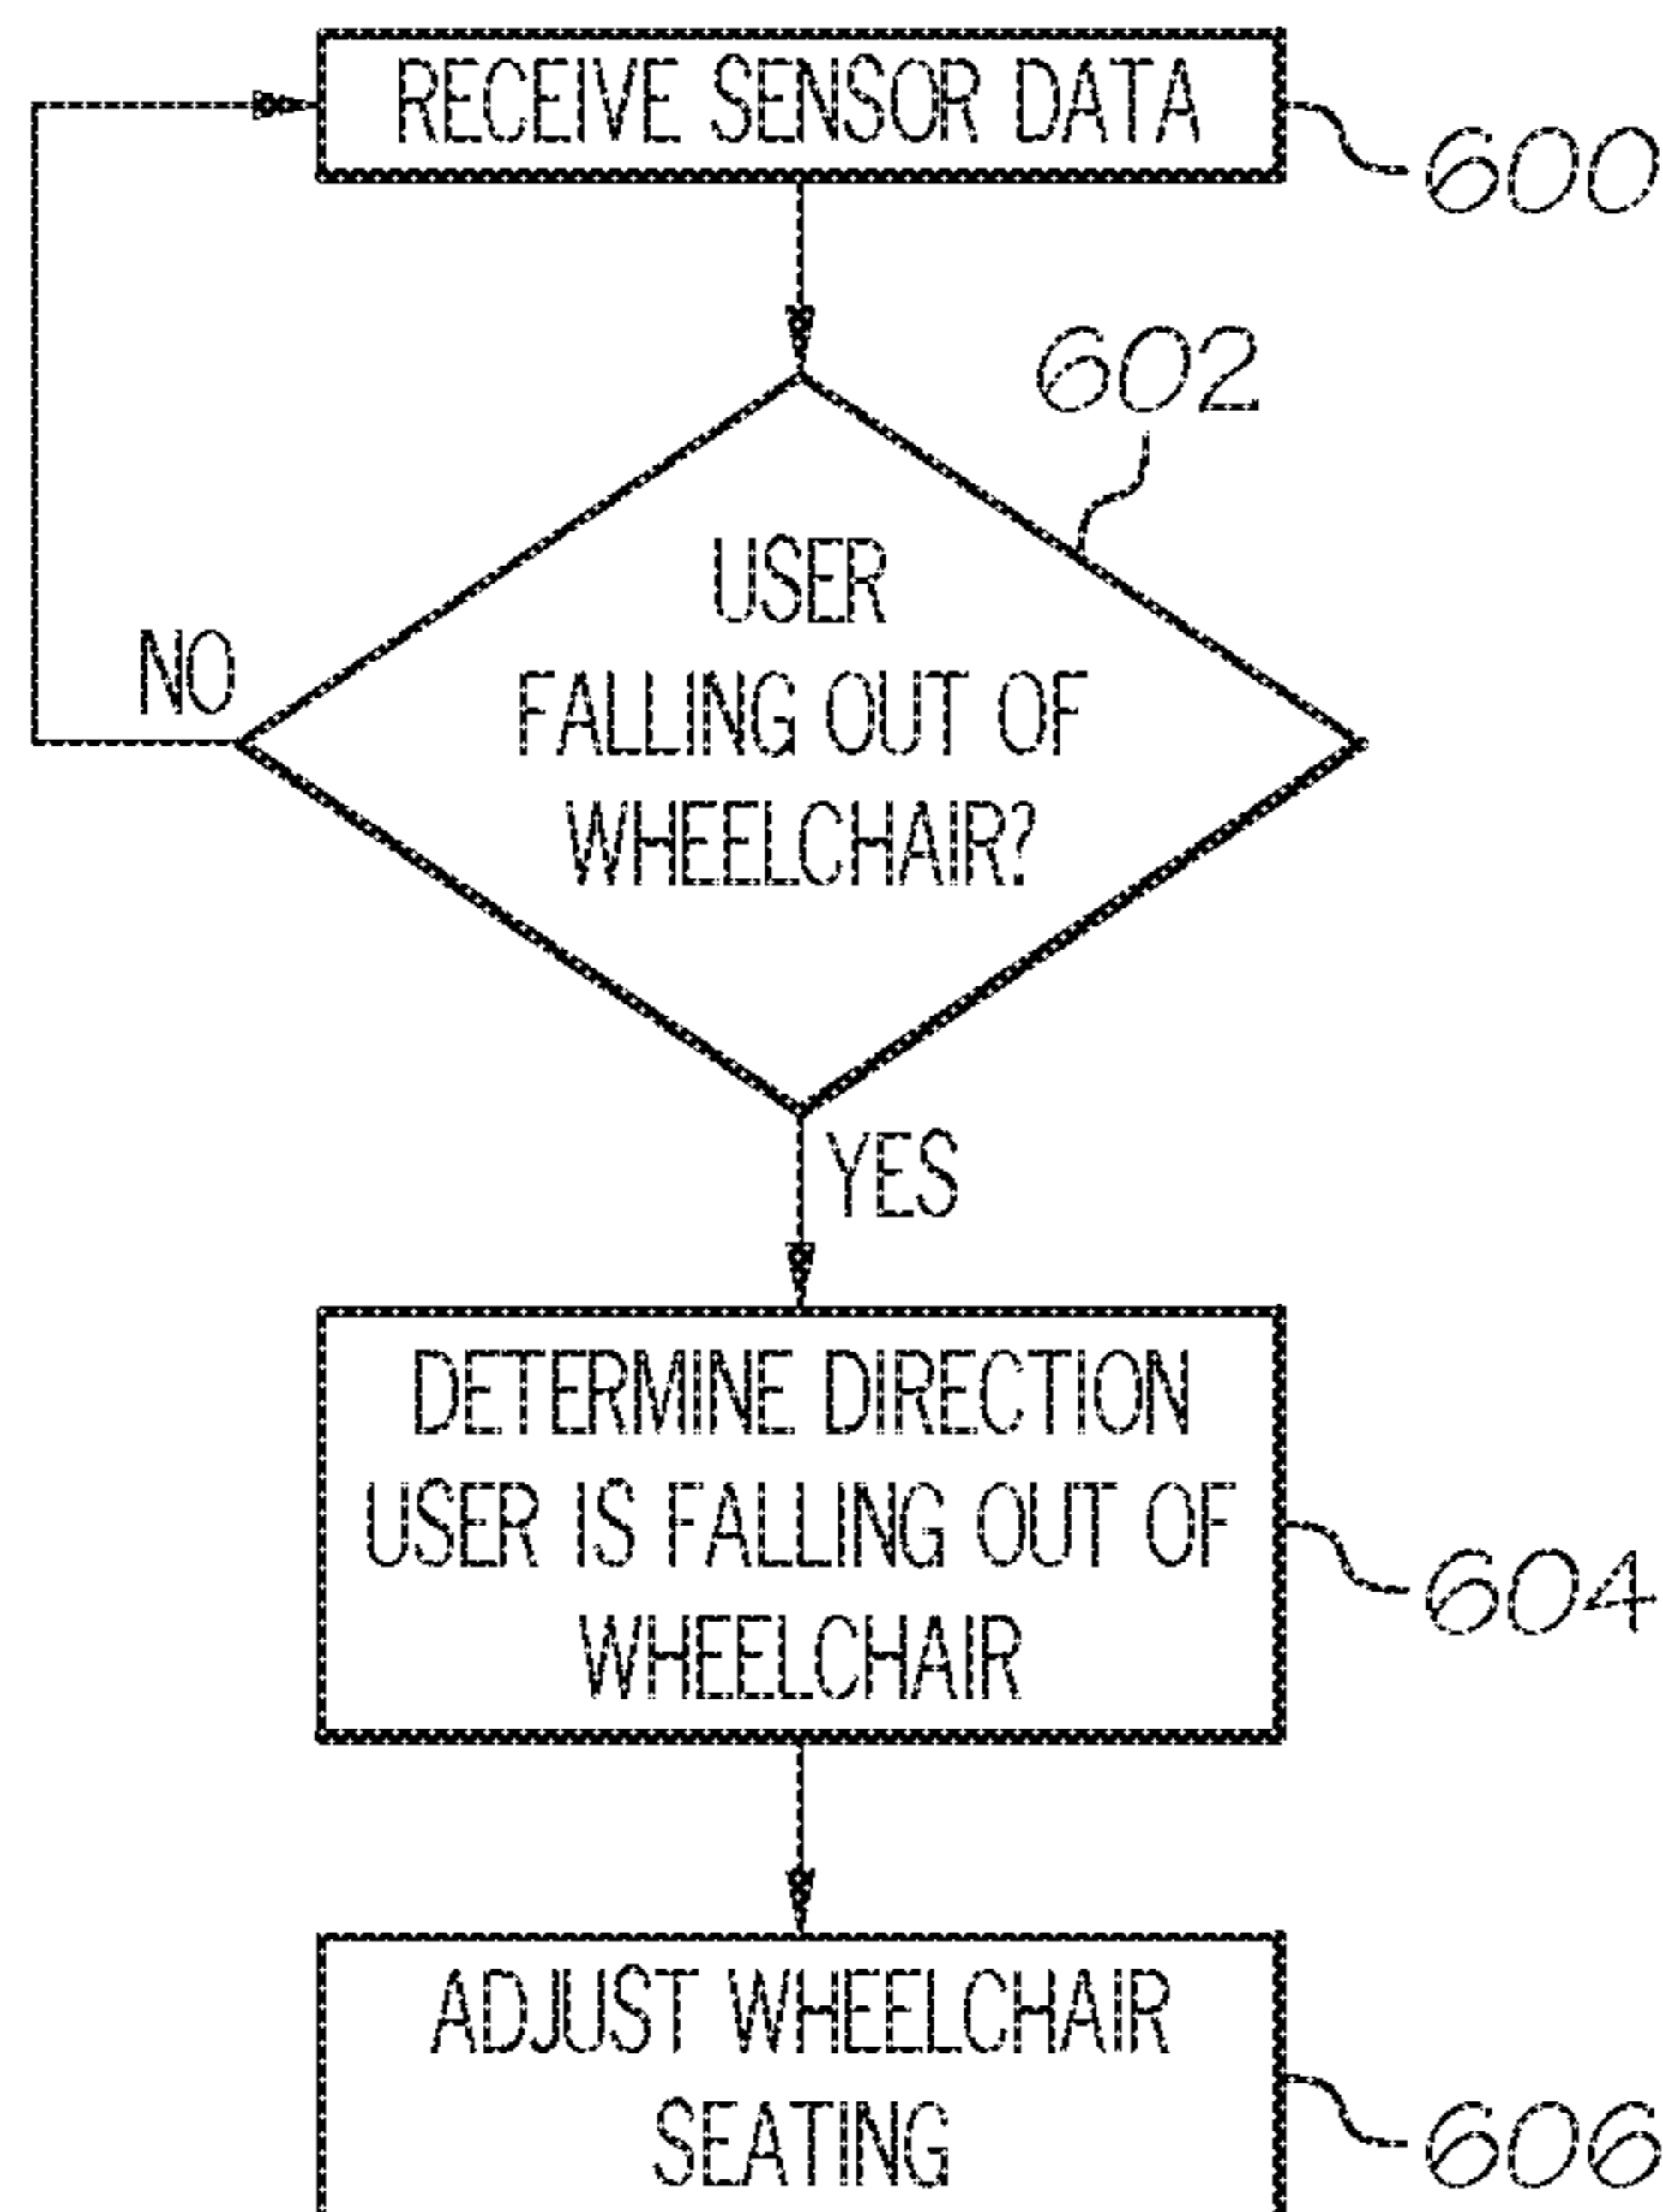 RECEIVE SENSOR DATA
600
602
USER
FALLING OUT OF
WHEELCHAIR?
NO
YES
DETERMINE DIRECTION
USER IS FALLING OUT OF
WHEELCHAIR
604
ADJUST WHEELCHAIR
SEATING
606